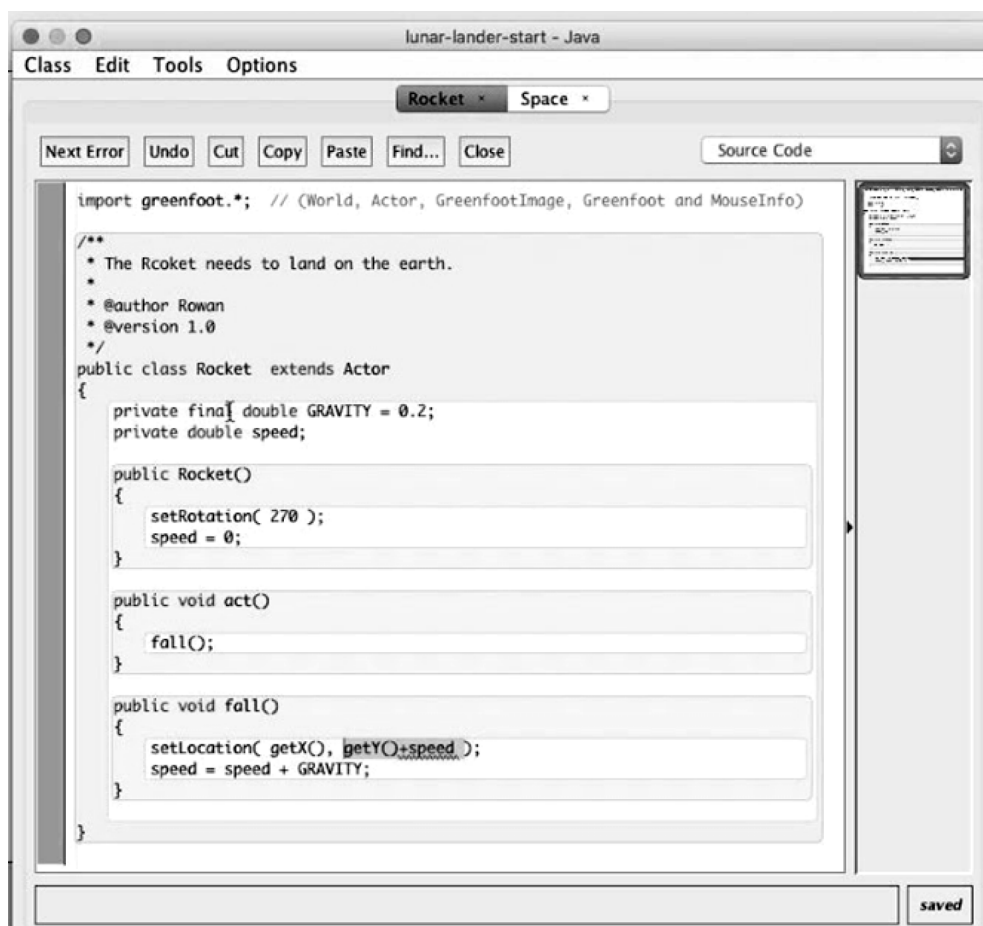 lunar-lander-start - Java
Class Edit Tools Options
Rocket × Space ×
Next Error Undo Cut Copy Paste Find... Close Source Code
import greenfoot.*; // (World, Actor, GreenfootImage, Greenfoot and MouseInfo)
/**
* The Rcoket needs to land on the earth.
*
* @author Rowan
* @version 1.0
*/
public class Rocket extends Actor
{
private final double GRAVITY = 0.2;
private double speed;
public Rocket()
{
setRotation( 270 );
speed = 0;
}
public void act()
{
fall();
}
public void fall()
{
setLocation( getX(), getY()+speed );
speed = speed + GRAVITY;
}
}
saved